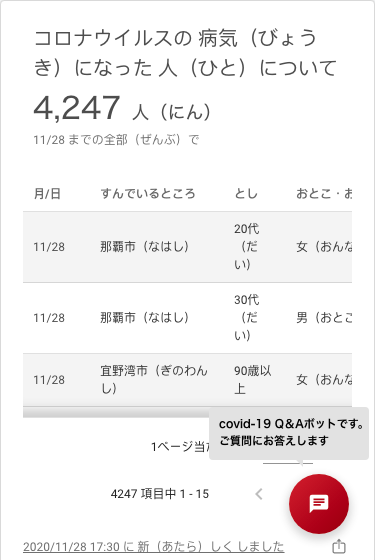 コロナウイルスの 病気（びょう
き）になった 人（ひと）について
4,247 人（にん）
11/28 までの全部（ぜんぶ）で
月/日 すんでいるところ とし おとこ・お
11/28 那覇市（なはし） 20代（だい） 女（おんな
11/28 那覇市（なはし） 30代（だい） 男（おとこ
11/28 宜野湾市（ぎのわんし） 90歳以上 女（おんな
covid-19 Q&Aボットです。
ご質問にお答えします
1ページ当た
4247 項目中 1 - 15
2020/11/28 17:30 に 新（あたら）しく しました